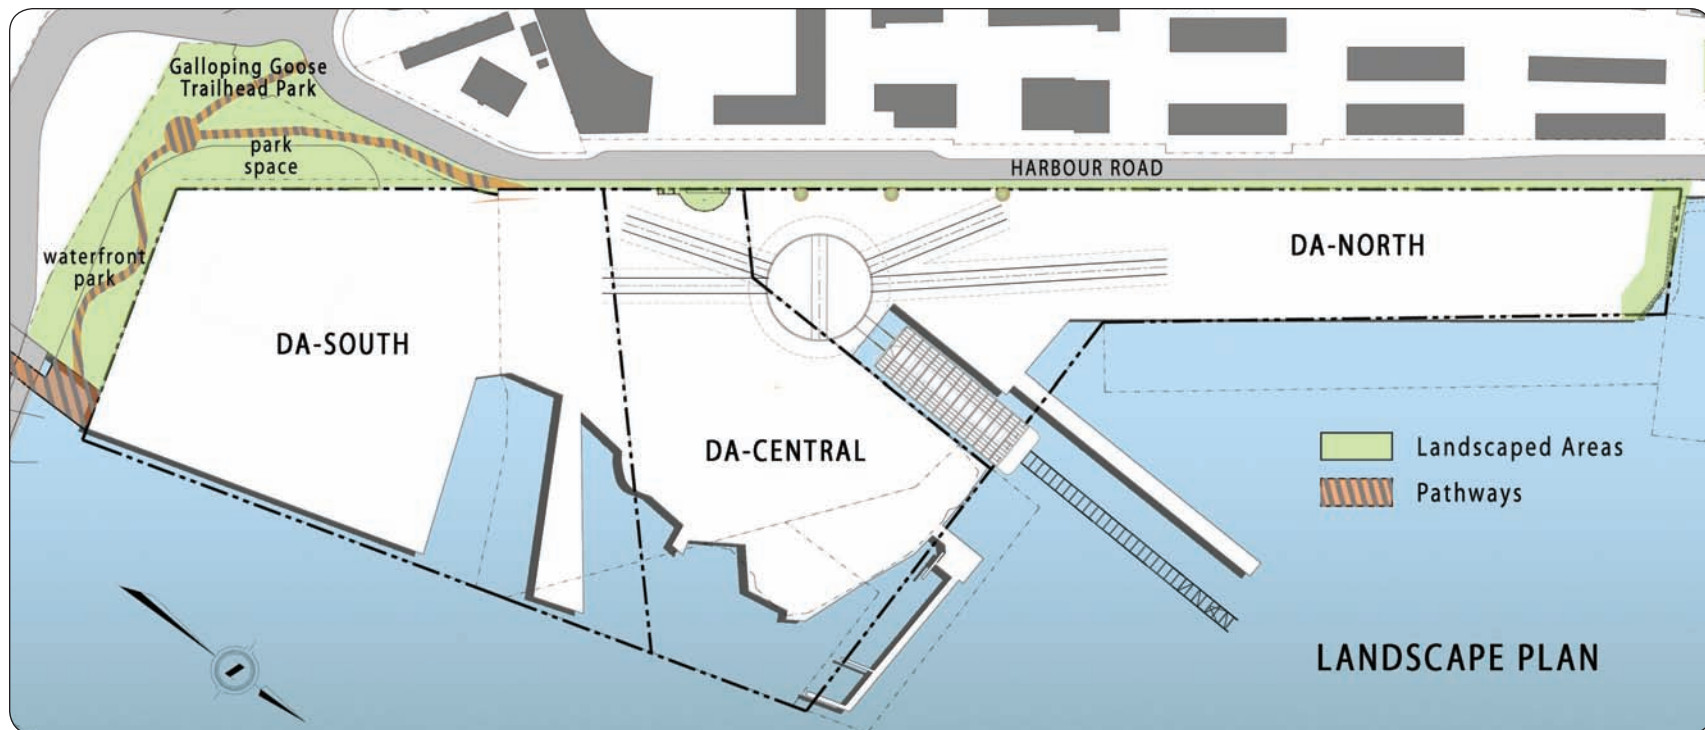 Galloping Goose
Trailhead Park
park
space
HARBOUR ROAD
waterfront
park
DA-NORTH
DA-SOUTH
DA-CENTRAL
Landscaped Areas
Pathways
LANDSCAPE PLAN